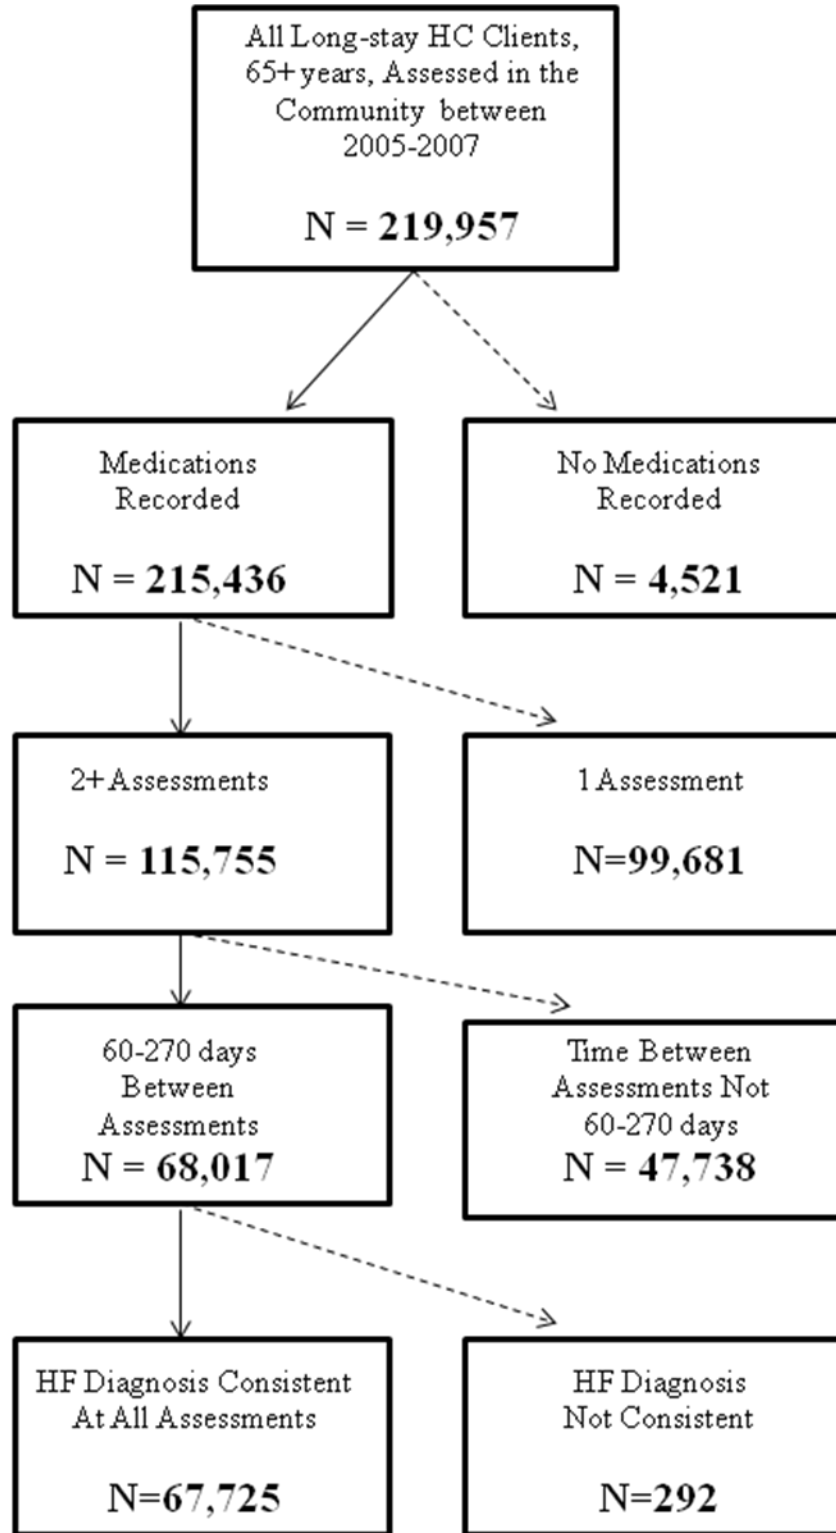 All Long-stay HC Clients,
65+ years, Assessed in the
Community between
2005-2007
N = 219,957
Medications
Recorded
N = 215,436
No Medications
Recorded
N = 4,521
2+ Assessments
N = 115,755
1 Assessment
N=99,681
60-270 days
Between
Assessments
N = 68,017
Time Between
Assessments Not
60-270 days
N = 47,738
HF Diagnosis Consistent
At All Assessments
N=67,725
HF Diagnosis
Not Consistent
N=292